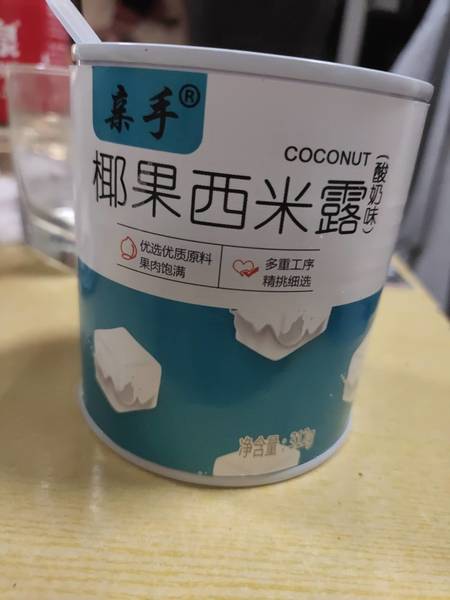 亲手®
COCONUT
椰果西米露(酸奶味)
优选优质原料
果肉饱满
多重工序
精挑细选
净含量:312g